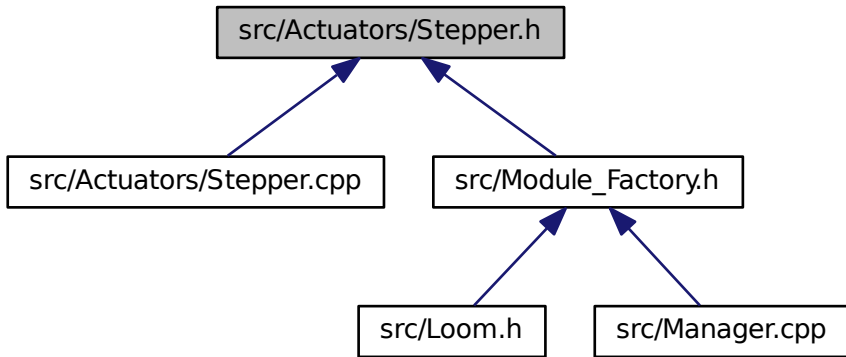 src/Actuators/Stepper.h
src/Actuators/Stepper.cpp
src/Module_Factory.h
src/Loom.h
src/Manager.cpp